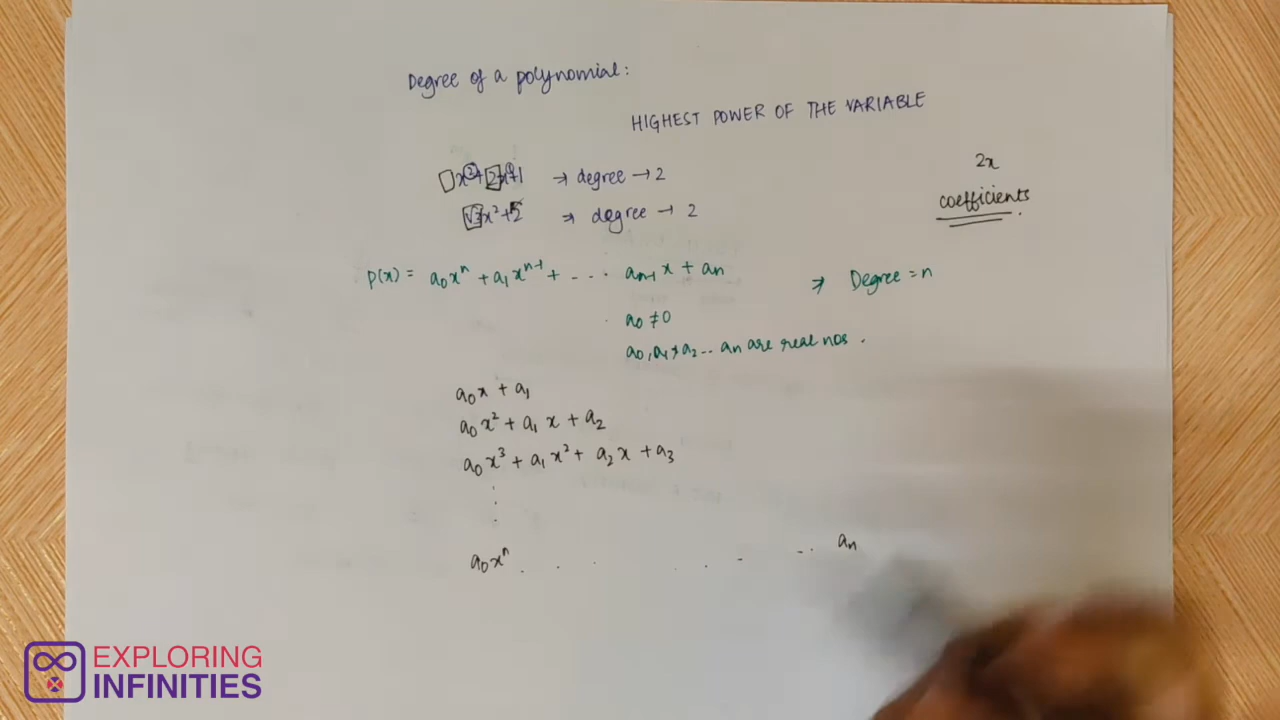 Degree of a polynomial:
HIGHEST POWER OF THE VARIABLE
x²+2x¹+1 ⇒ degree → 2
2x
√3x²+5 ⇒ degree → 2
coefficients
p(x) = a₀xⁿ + a₁xⁿ⁻¹ + ---... aₙ₋₁x + aₙ ⇒ Degree = n
a₀ ≠ 0
a₀, a₁, a₂ .. aₙ are real nos.
a₀x + a₁
a₀x² + a₁x + a₂
a₀x³ + a₁x² + a₂x + a₃
a₀xⁿ . . . . . - -.. aₙ
EXPLORING
INFINITIES